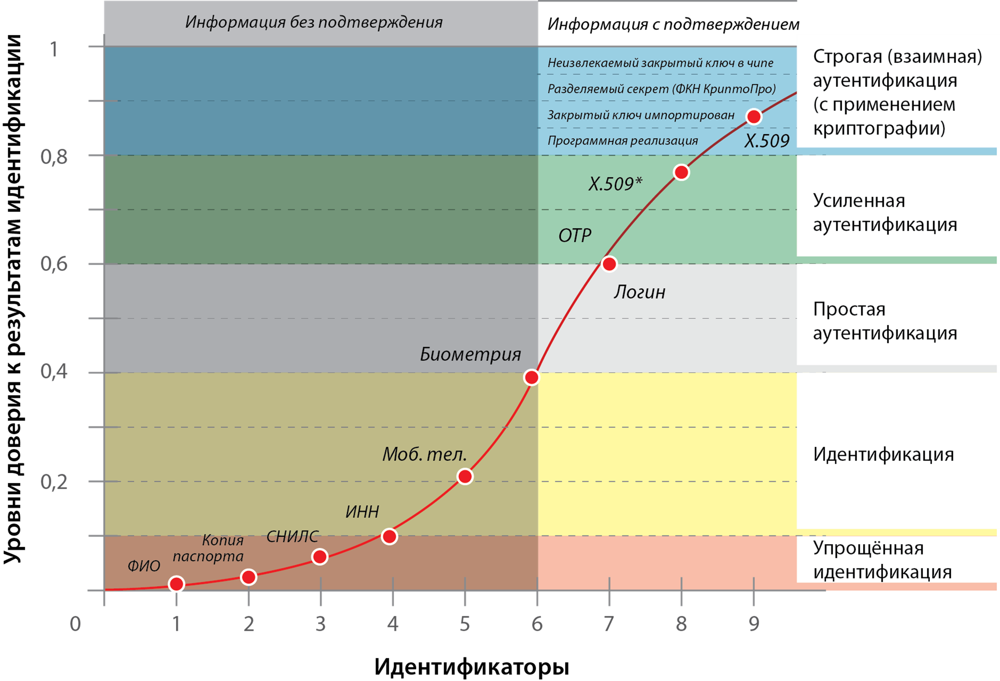 Информация без подтверждения
Информация с подтверждением
Уровни доверия к результатам идентификации
1
0,8
0,6
0,4
0,2
0
Неизвлекаемый закрытый ключ в чипе
Разделяемый секрет (ФКН КриптоПро)
Закрытый ключ импортирован
Программная реализация
X.509
X.509*
OTP
Логин
Биометрия
Моб. тел.
ИНН
СНИЛС
Копия
паспорта
ФИО
Строгая (взаимная)
аутентификация
(с применением
криптографии)
Усиленная
аутентификация
Простая
аутентификация
Идентификация
Упрощённая
идентификация
1
2
3
4
5
6
7
8
9
Идентификаторы